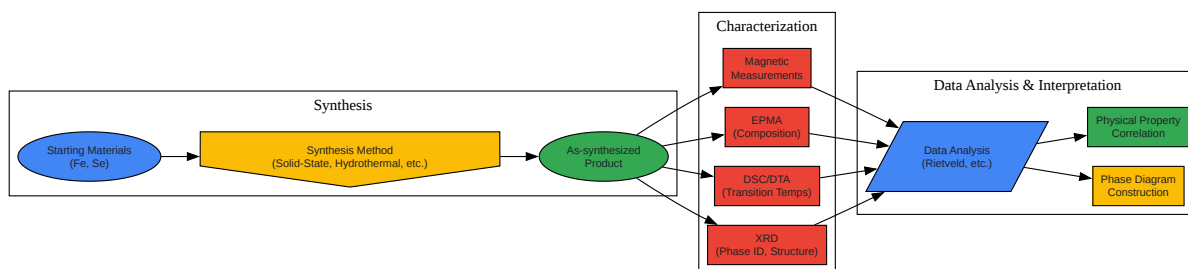 Synthesis
Starting Materials
(Fe, Se)
Synthesis Method
(Solid-State, Hydrothermal, etc.)
As-synthesized
Product
Characterization
Magnetic
Measurements
EPMA
(Composition)
DSC/DTA
(Transition Temps)
XRD
(Phase ID, Structure)
Data Analysis & Interpretation
Data Analysis
(Rietveld, etc.)
Physical Property
Correlation
Phase Diagram
Construction